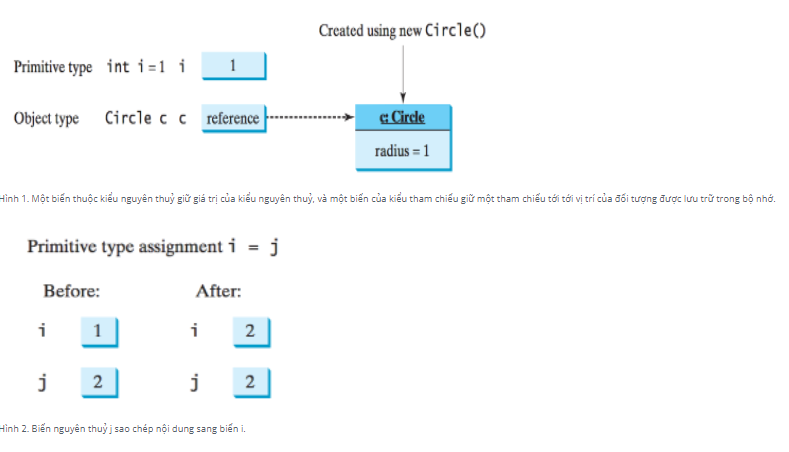 Created using new Circle()
Primitive type int i=1 i 1
Object type Circle c c reference c: Circle
radius = 1
Hình 1. Một biến thuộc kiểu nguyên thuỷ giữ giá trị của kiểu nguyên thuỷ, và một biến của kiểu tham chiếu giữ một tham chiếu tới tới vị trí của đối tượng được lưu trữ trong bộ nhớ.
Primitive type assignment i = j
Before: After:
i 1 i 2
j 2 j 2
Hình 2. Biến nguyên thuỷ j sao chép nội dung sang biến i.